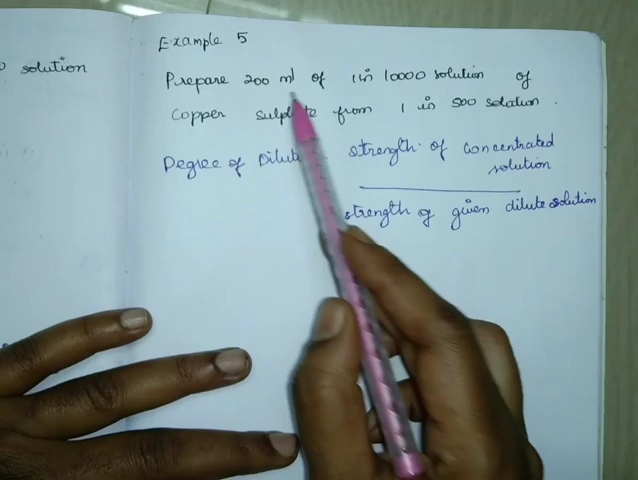 solution
Example 5
Prepare 200 ml of 1 in 10000 solution of
Copper from 1 in 500 solution.
Degree of strength of concentrated
solution
strength of given dilute solution